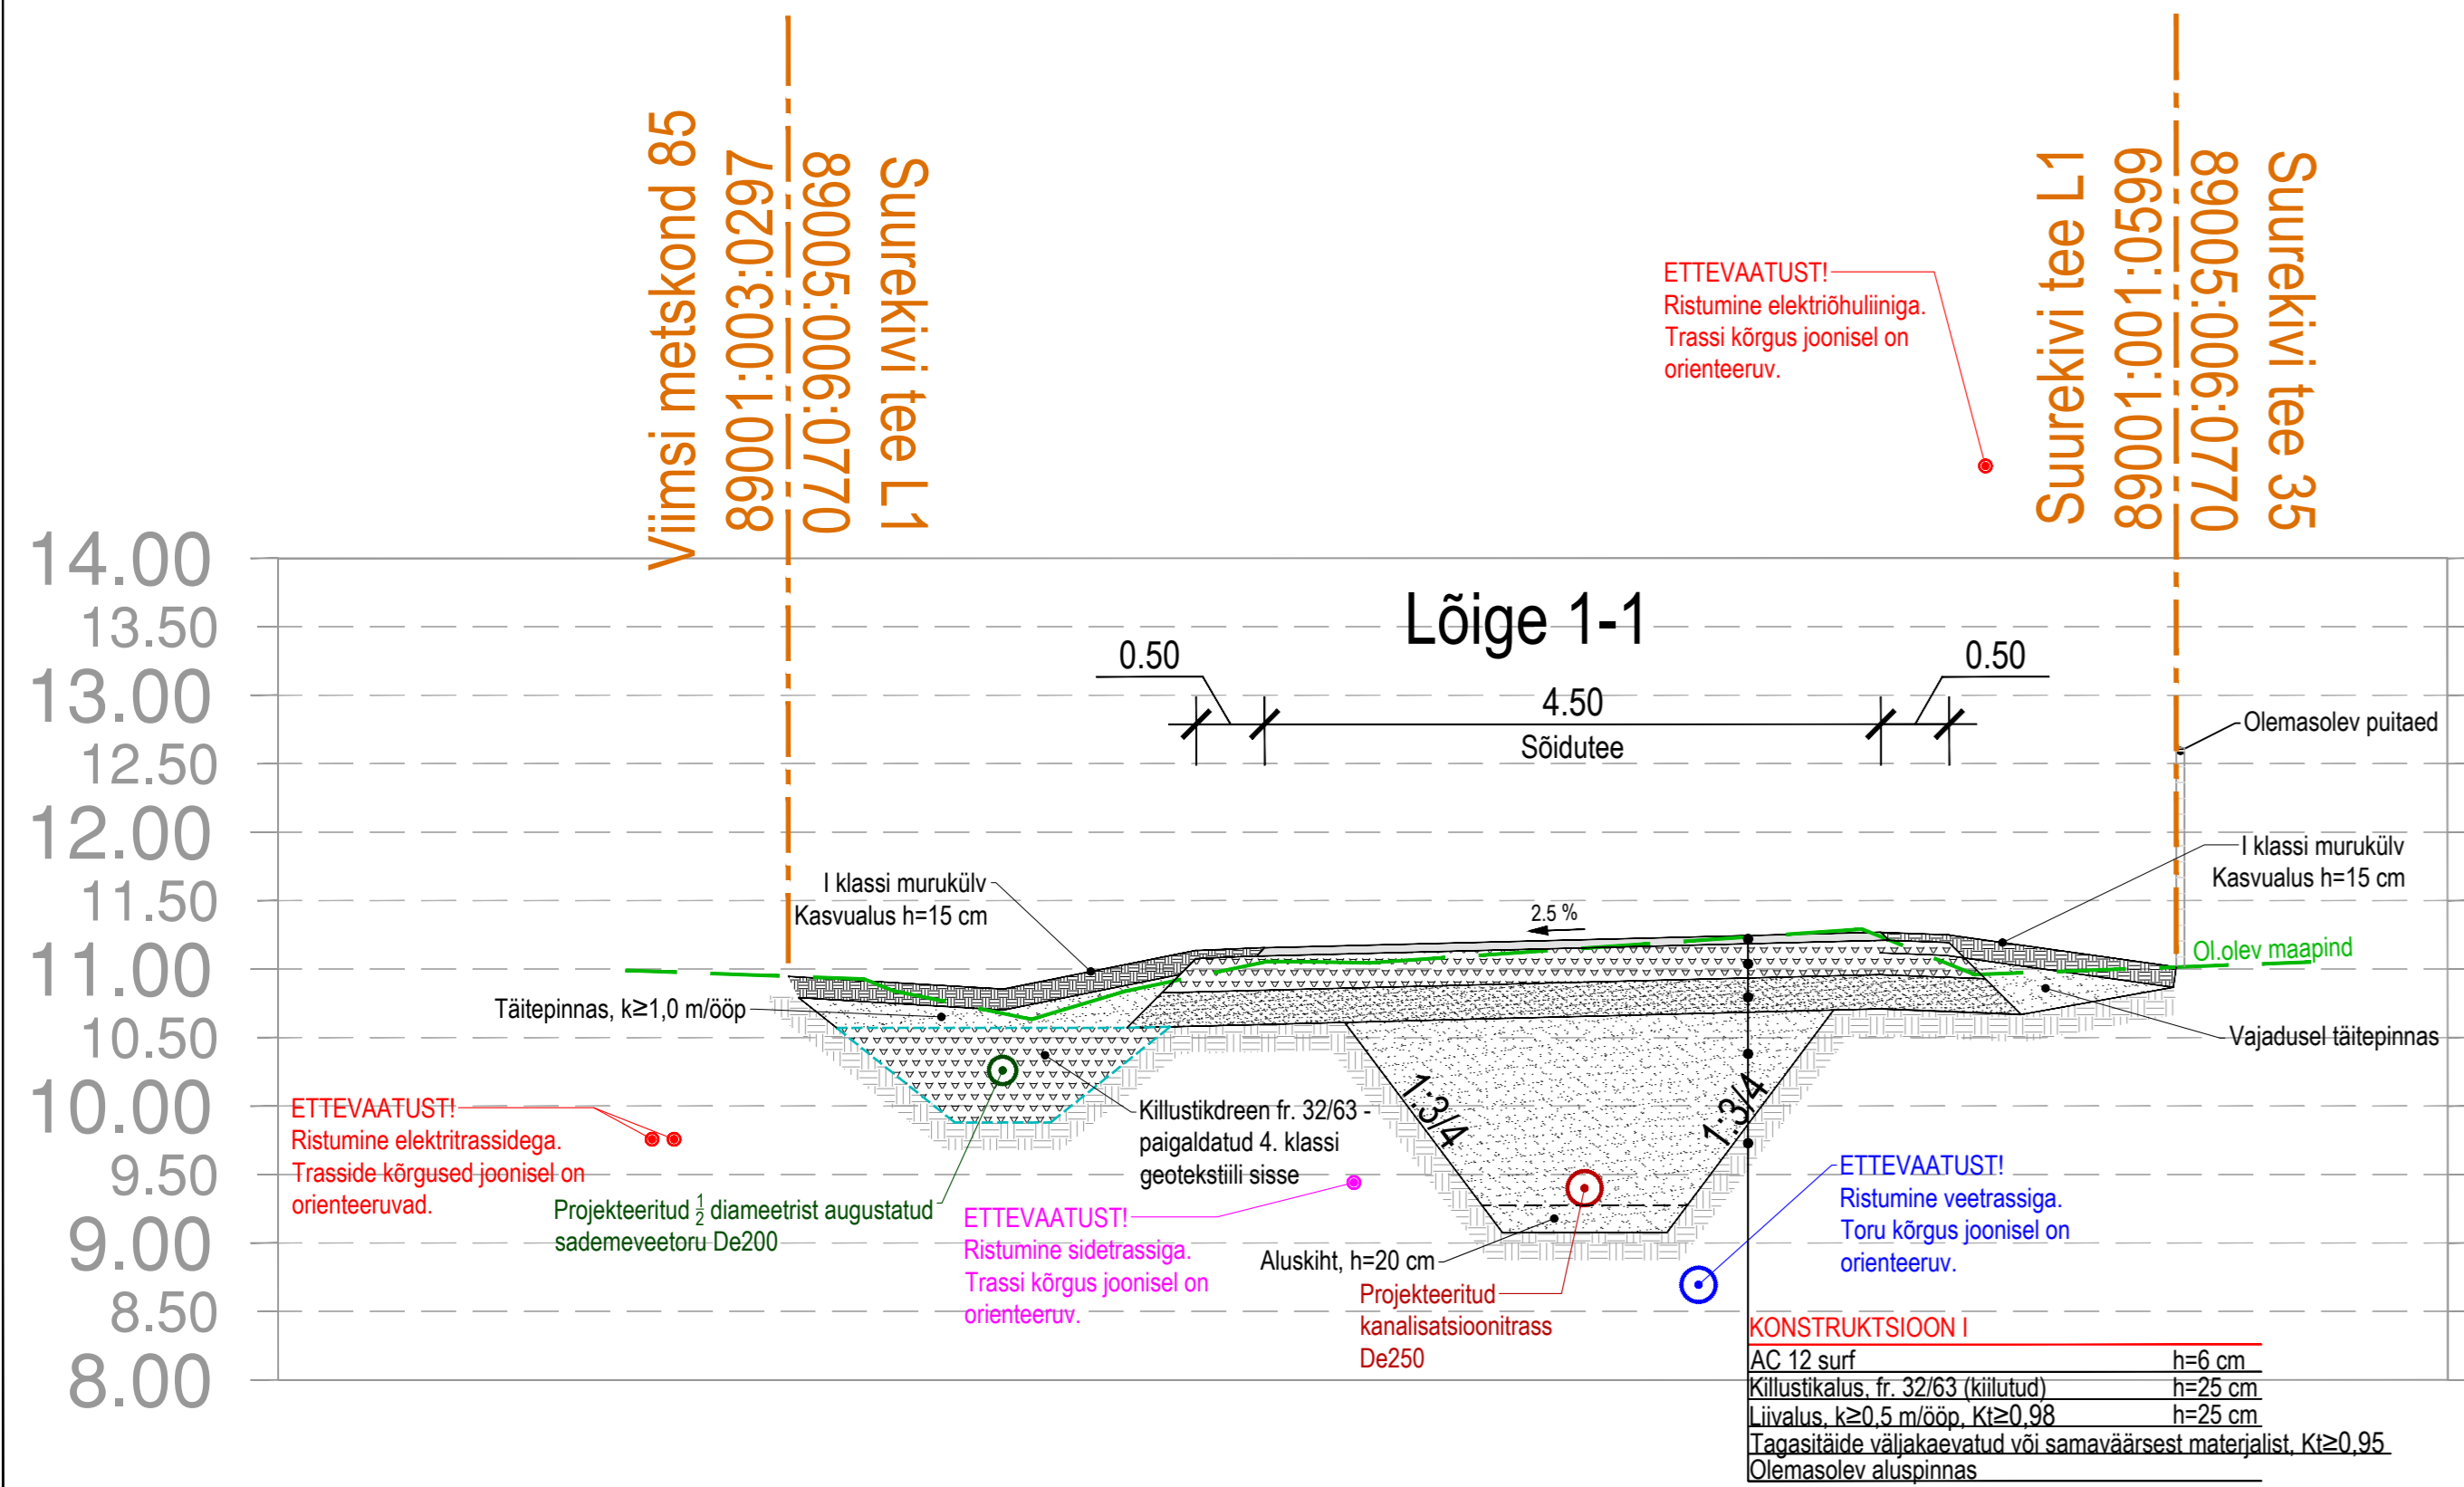 Viimsi metskond 85
89001:003:0297
89005:006:0770
Suurekivi tee L1
Suurekivi tee L1
89001:001:0599
89005:006:0770
Suurekivi tee 35
ETTEVAATUST!
Ristumine elektriõhuliiniga.
Trassi kõrgus joonisel on
orienteeruv.
14.00
13.50
13.00
12.50
12.00
11.50
11.00
10.50
10.00
9.50
9.00
8.50
8.00
Lõige 1-1
0.50
4.50
0.50
Sõidutee
Olemasolev puitaed
I klassi murukülv
Kasvualus h=15 cm
I klassi murukülv
Kasvualus h=15 cm
2.5 %
Ol.olev maapind
Täitepinnas, k≥1,0 m/ööp
Vajadusel täitepinnas
1:3/4
1:3/4
ETTEVAATUST!
Ristumine elektritrassidega.
Trasside kõrgused joonisel on
orienteeruvad.
Killustikdreen fr. 32/63 -
paigaldatud 4. klassi
geotekstiili sisse
Projekteeritud 1/2 diameetrist augustatud
sademeveetoru De200
ETTEVAATUST!
Ristumine sidetrassiga.
Trassi kõrgus joonisel on
orienteeruv.
Aluskiht, h=20 cm
Projekteeritud
kanalisatsioonitrass
De250
ETTEVAATUST!
Ristumine veetrassiga.
Toru kõrgus joonisel on
orienteeruv.
KONSTRUKTSIOON I
AC 12 surf h=6 cm
Killustikalus, fr. 32/63 (kiilutud) h=25 cm
Liivalus, k≥0,5 m/ööp, Kt≥0,98 h=25 cm
Tagasitäide väljakaevatud või samaväärsest materjalist, Kt≥0,95
Olemasolev aluspinnas